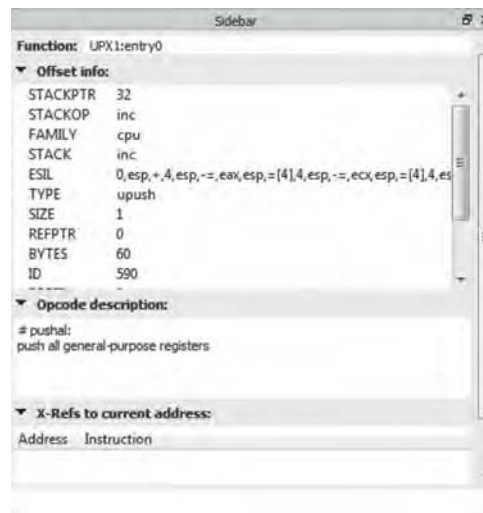 Sidebar
Function: UPX1:entry0
Offset info:
STACKPTR 32
STACKOP inc
FAMILY cpu
STACK inc
ESIL 0,esp,+,4,esp,-=,eax,esp,=[4],4,esp,-=,ecx,esp,=[4],4,es
TYPE upush
SIZE 1
REFPTR 0
BYTES 60
ID 590
Opcode description:
# pushal:
push all general-purpose registers
X-Refs to current address:
Address Instruction